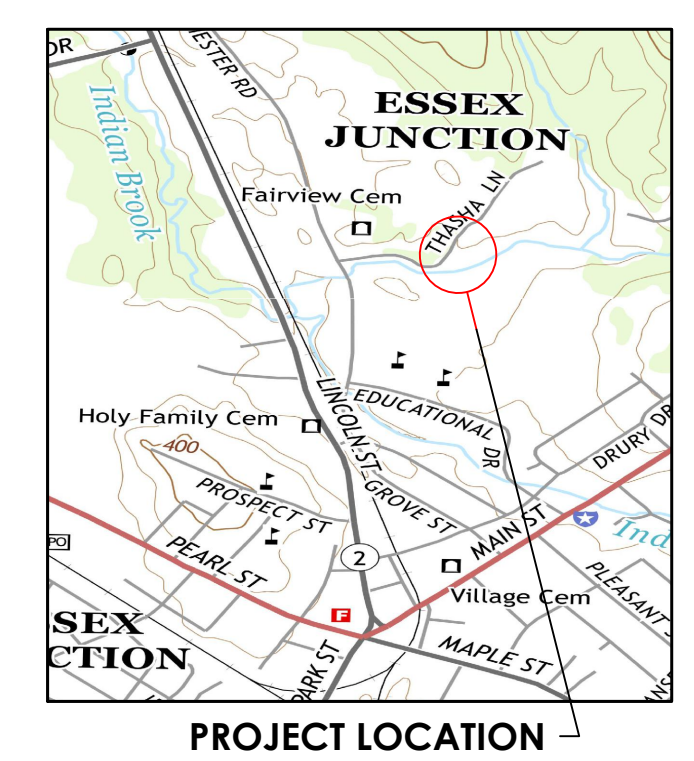 DR
ESTER RD
Indian Brook
ESSEX
JUNCTION
Fairview Cem
THASHA LN
LINCOLN ST
EDUCATIONAL
DR
Holy Family Cem
400
DRURY DR
PROSPECT ST
GROVE ST
MAIN ST
Ind
PO
PEARL ST
2
PLEASANT S
Village Cem
F
SSEX
CTION
PARK ST
MAPLE ST
PROJECT LOCATION